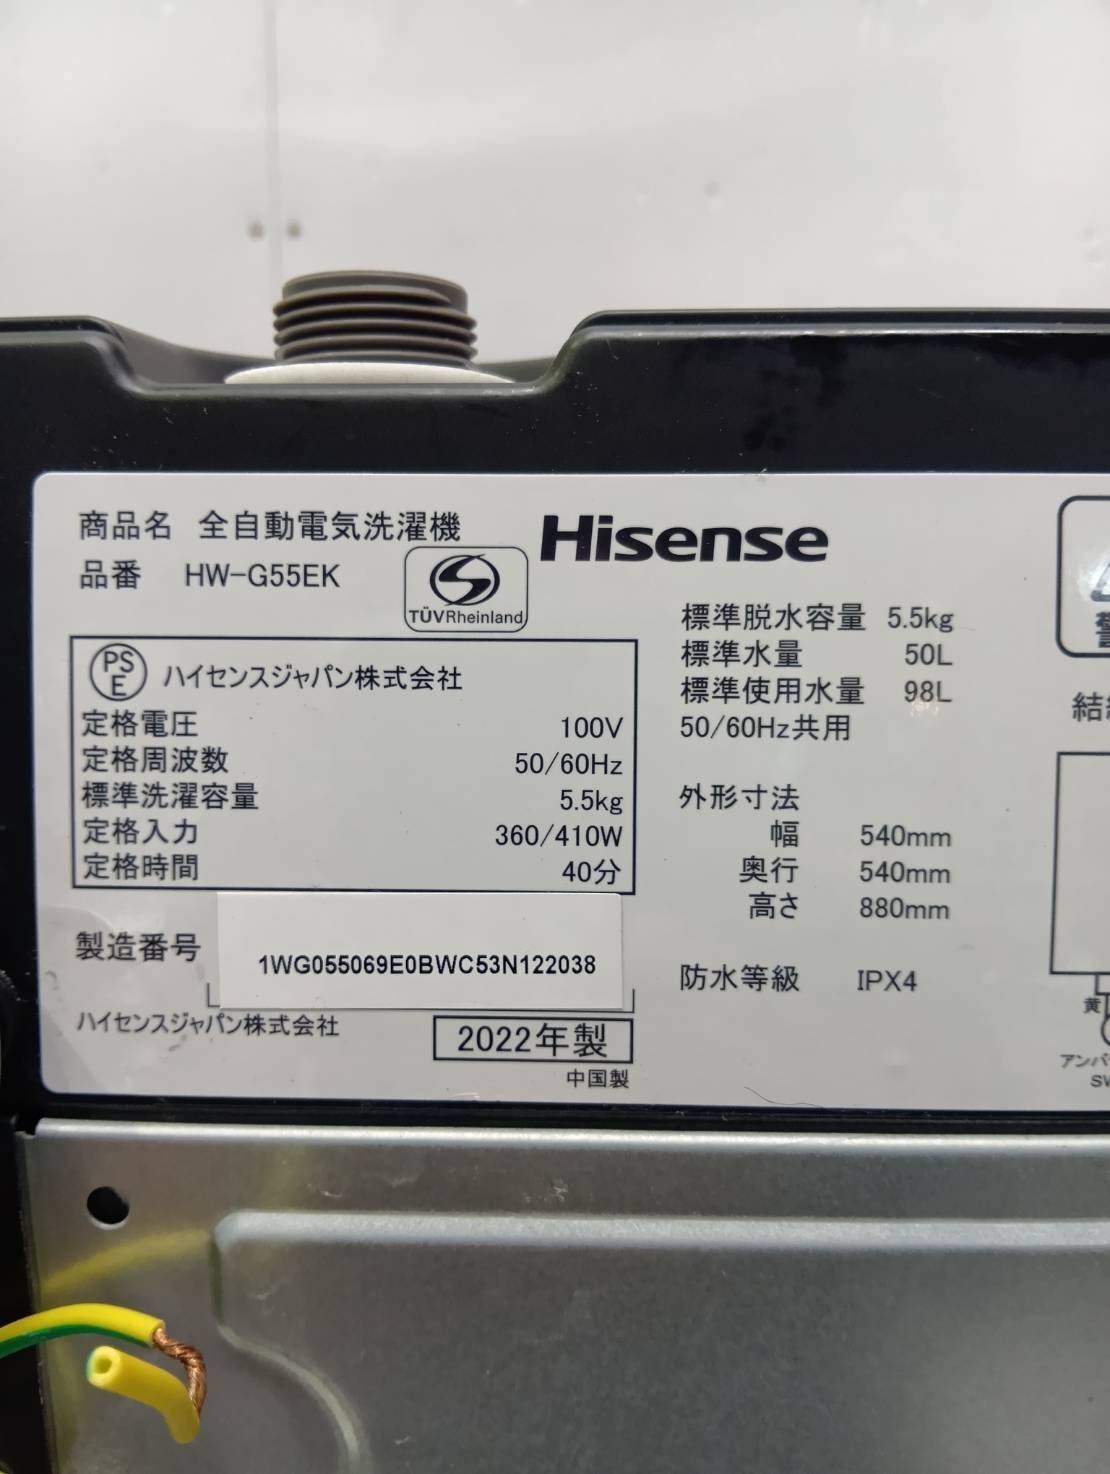 商品名 全自動電気洗濯機
品番 HW-G55EK
TÜVRheinland
Hisense
PS
E
ハイセンスジャパン株式会社
定格電圧 100V
定格周波数 50/60Hz
標準洗濯容量 5.5kg
定格入力 360/410W
定格時間 40分
製造番号 1WG055069E0BWC53N122038
ハイセンスジャパン株式会社
2022年製
中国製
標準脱水容量 5.5kg
標準水量 50L
標準使用水量 98L
50/60Hz共用
外形寸法
幅 540mm
奥行 540mm
高さ 880mm
防水等級 IPX4
黄